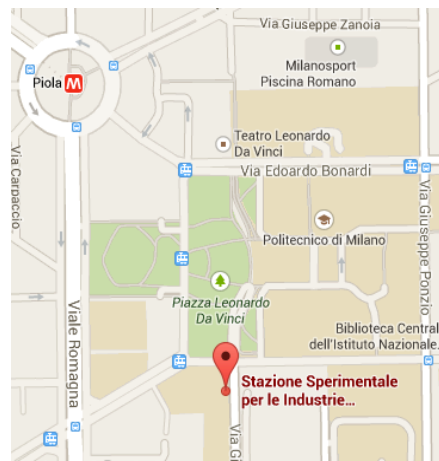 Via Giuseppe Zanoia
Milanosport
Piscina Romano
Piola M
Teatro Leonardo
Da Vinci
Via Edoardo Bonardi
Via Carpaccio
Via Giuseppe Ponzio
Politecnico di Milano
Piazza Leonardo
Da Vinci
Viale Romagna
Biblioteca Central
dell'Istituto Nazionale...
Stazione Sperimentale
per le Industrie...
Via Gi